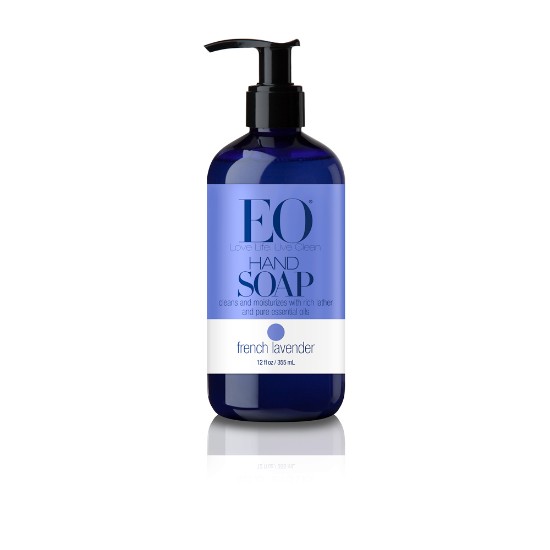 EO®
Love Life. Live Clean.
HAND
SOAP
cleans and moisturizes with rich lather
and pure essential oils
french lavender
12 fl oz / 355 mL